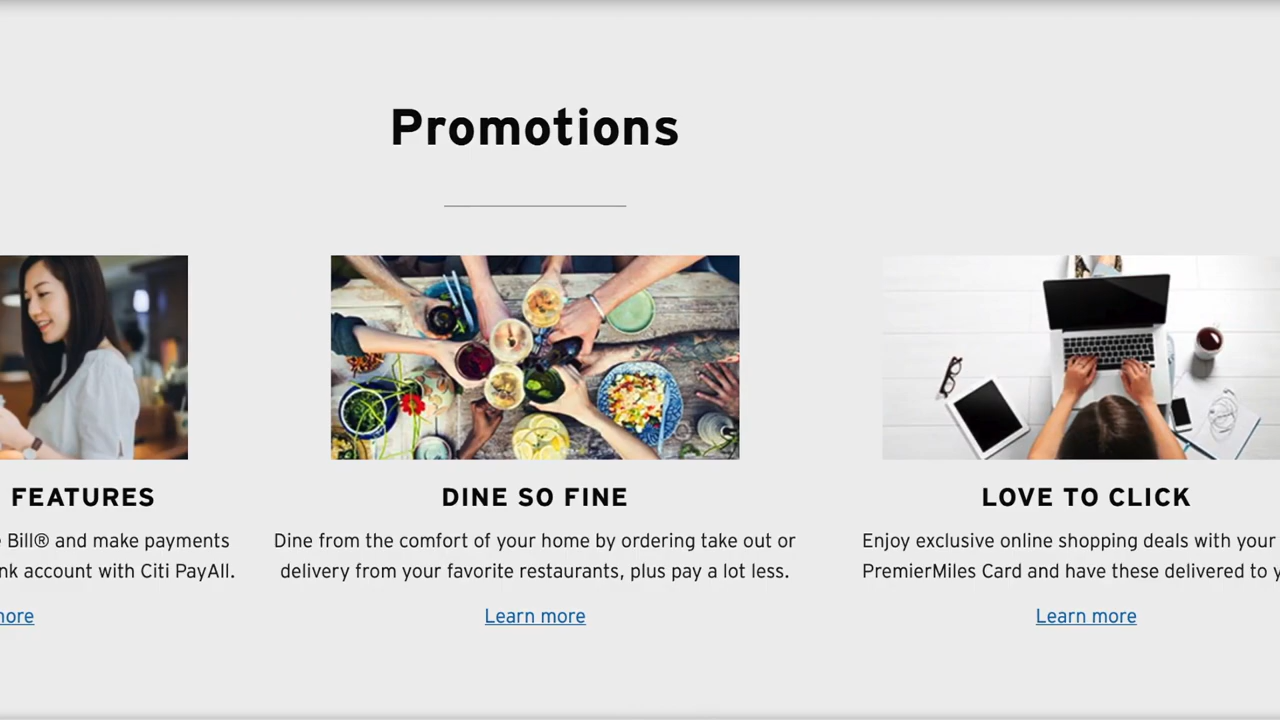 Promotions
FEATURES
Bill® and make payments
account with Citi PayAll.
DINE SO FINE
Dine from the comfort of your home by ordering take out or
delivery from your favorite restaurants, plus pay a lot less.
Learn more
LOVE TO CLICK
Enjoy exclusive online shopping deals with your
PremierMiles Card and have these delivered to
Learn more